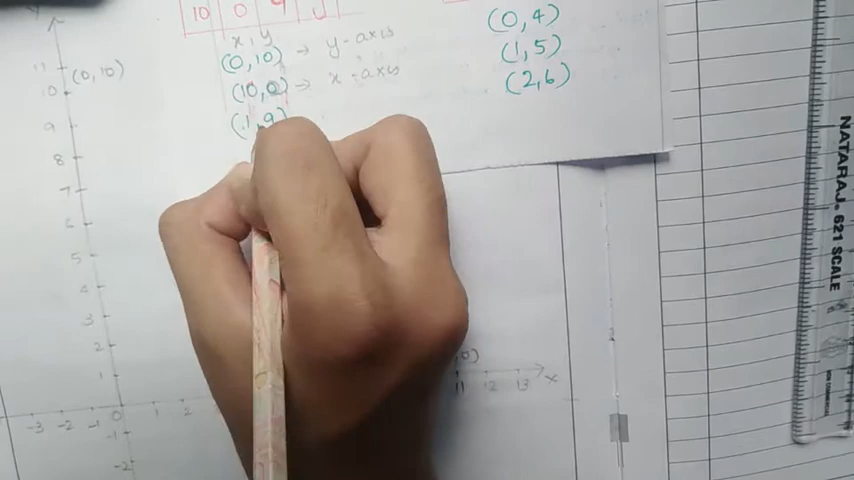 10 0 9
x, y
(0,10) → y-axis
(10,0) → x-axis
(1,9)
(0,4)
(1,5)
(2,6)
y
11
(0,10)
10
9
8
7
6
5
4
3
2
1
-3 -2 -1 0 1 2 11 12 13 x
,0)
-1
-2
NATARAJ® 621 SCALE